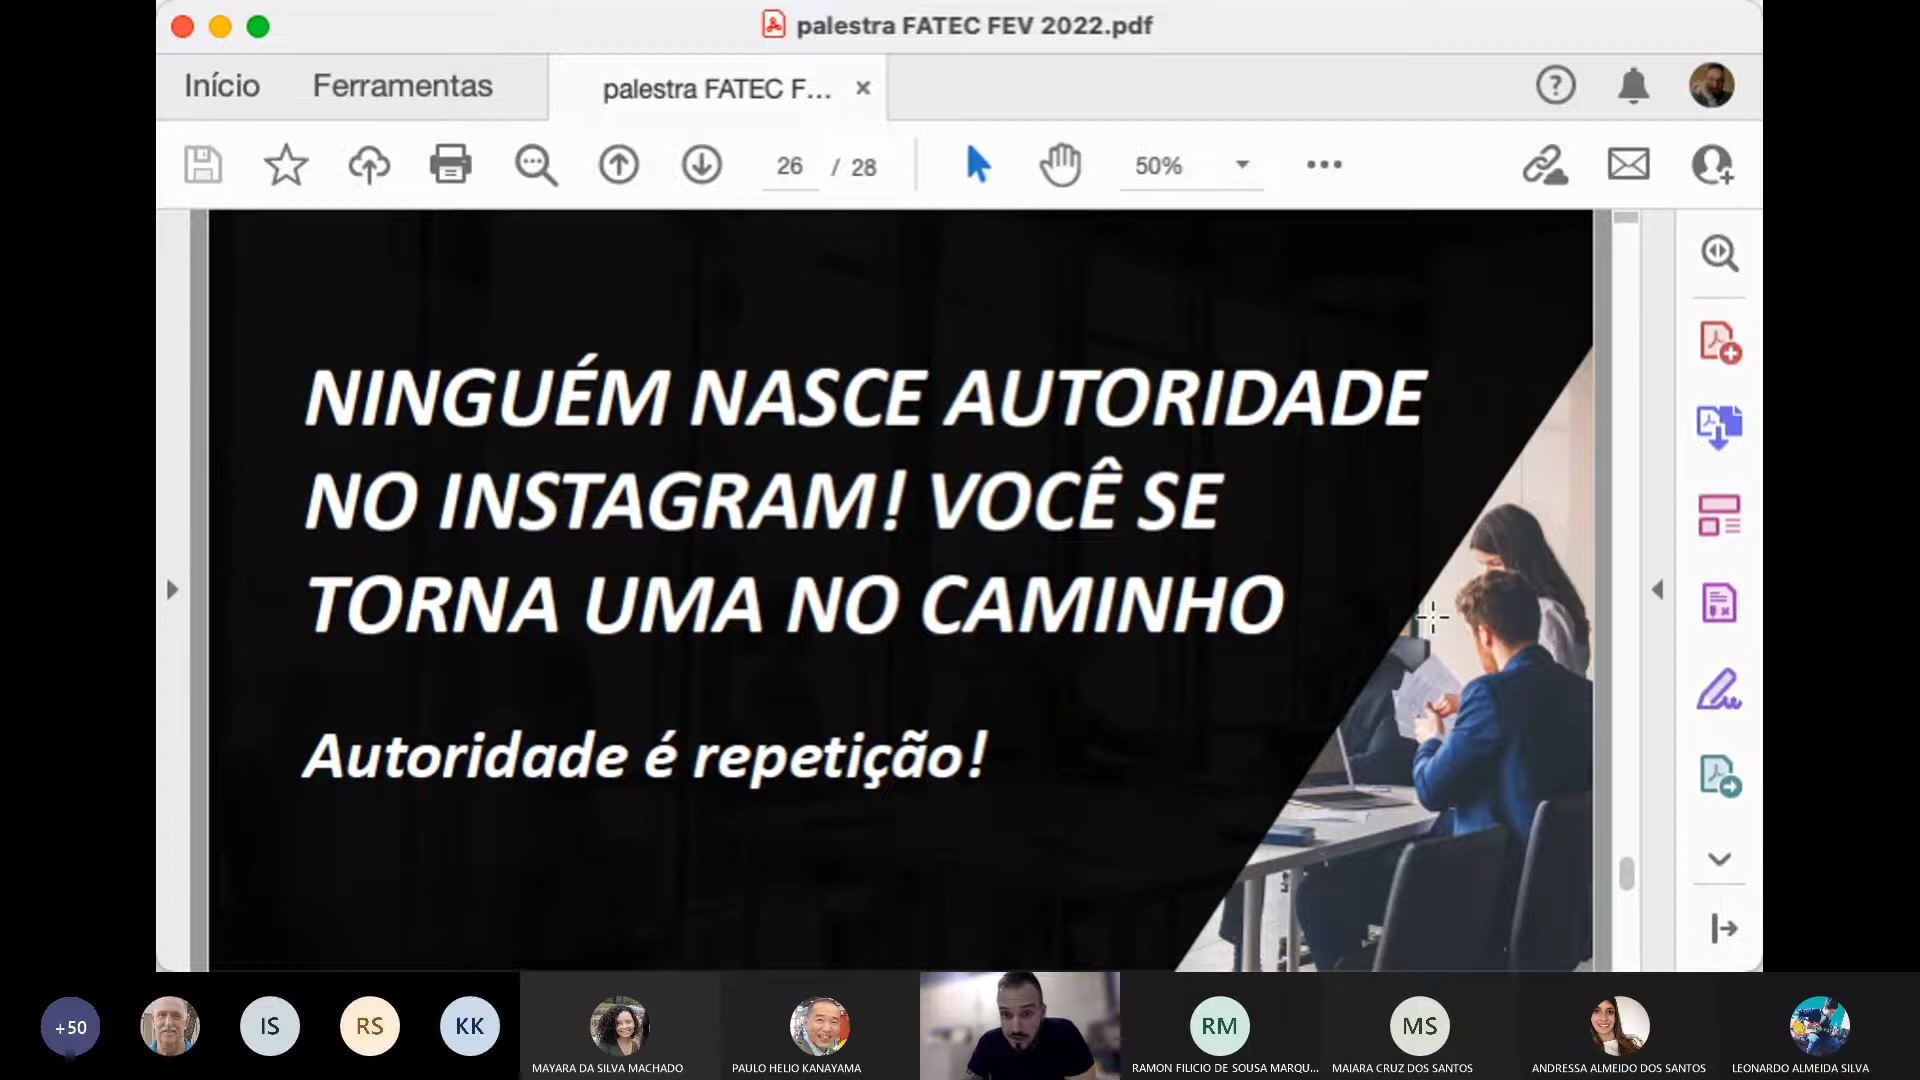 palestra FATEC FEV 2022.pdf
Início
Ferramentas
palestra FATEC F...
26 / 28
50%
NINGUÉM NASCE AUTORIDADE
NO INSTAGRAM! VOCÊ SE
TORNA UMA NO CAMINHO
Autoridade é repetição!
+50
IS
RS
KK
RM
MS
MAYARA DA SILVA MACHADO
PAULO HELIO KANAYAMA
RAMON FILICIO DE SOUSA MARQU...
MAIARA CRUZ DOS SANTOS
ANDRESSA ALMEIDO DOS SANTOS
LEONARDO ALMEIDA SILVA